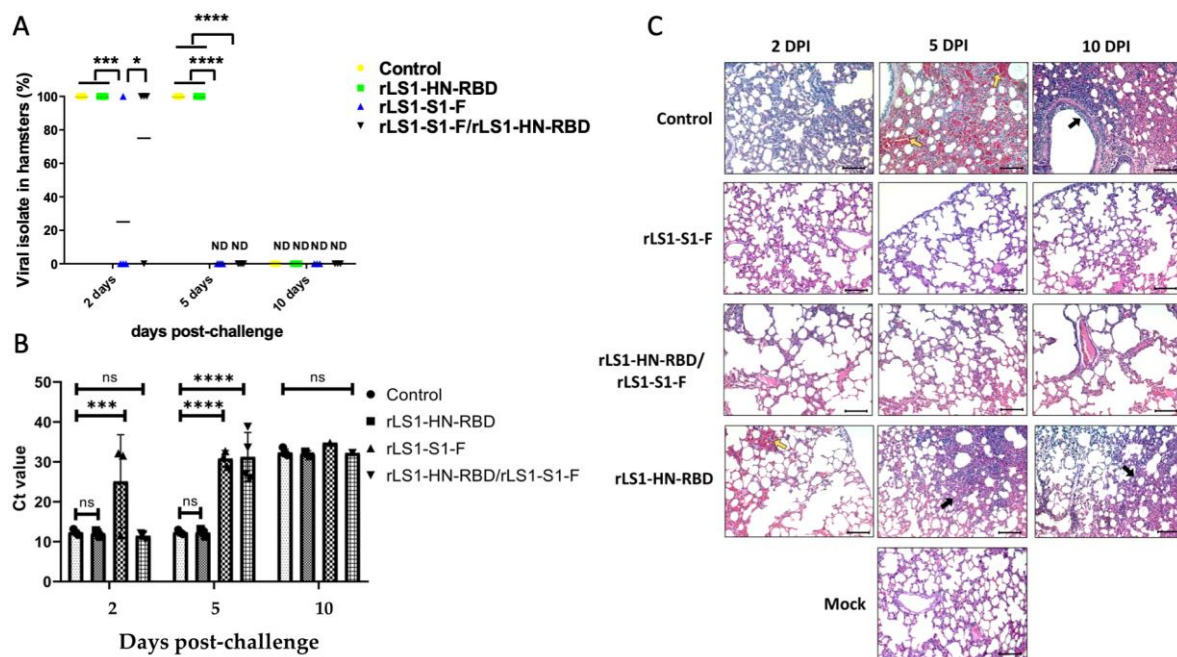 A
****
*** *
****
Viral isolate in hamsters (%)
100
80
60
40
20
0
ND ND
ND ND ND ND
2 days
5 days
10 days
days post-challenge
Control
rLS1-HN-RBD
rLS1-S1-F
rLS1-S1-F/rLS1-HN-RBD
B
Ct value
50
40
30
20
10
0
ns
***
ns
****
****
ns
ns
2 5 10
Days post-challenge
Control
rLS1-HN-RBD
rLS1-S1-F
rLS1-HN-RBD/rLS1-S1-F
C
2 DPI 5 DPI 10 DPI
Control
rLS1-S1-F
rLS1-HN-RBD/
rLS1-S1-F
rLS1-HN-RBD
Mock